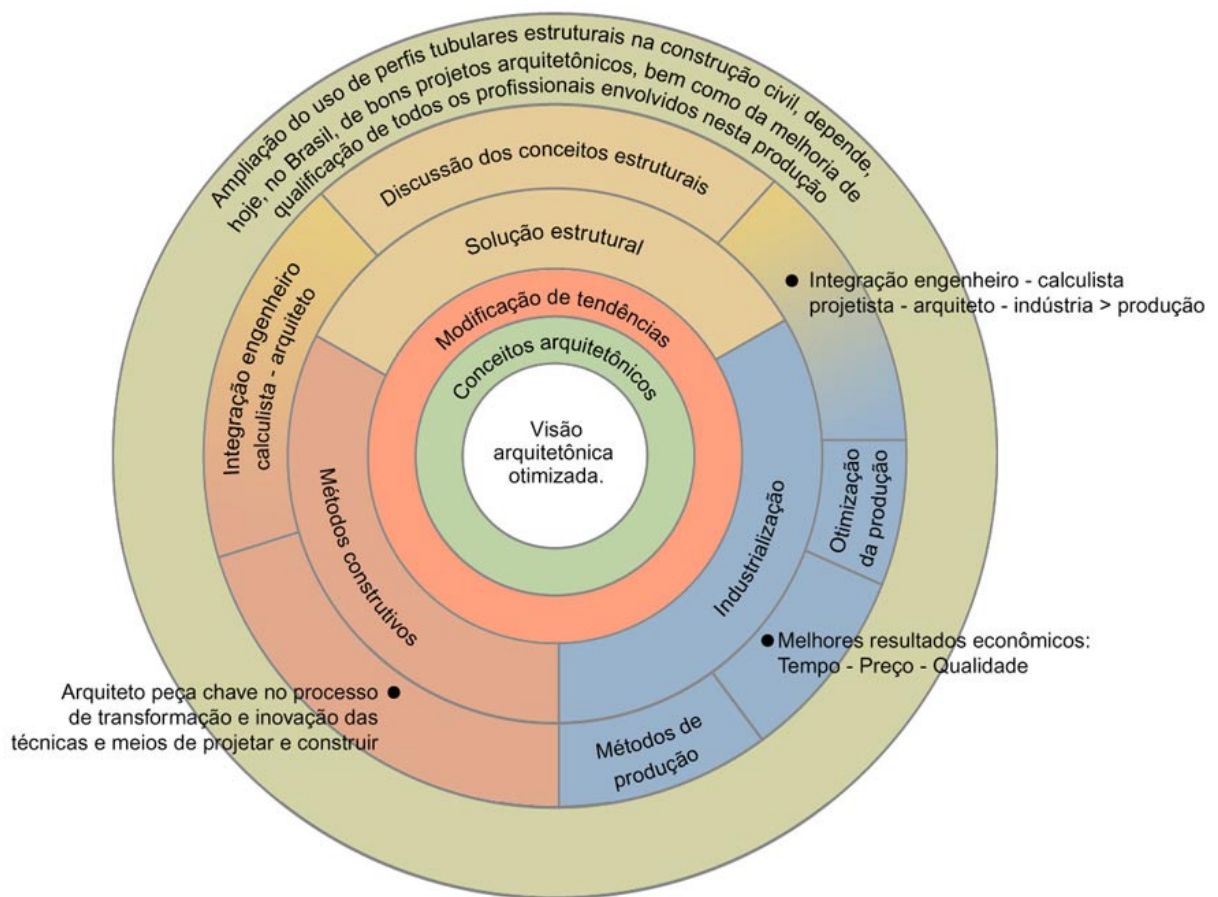 Ampliação do uso de perfis tubulares estruturais na construção civil, depende,
hoje, no Brasil, de bons projetos arquitetônicos, bem como da melhoria de
qualificação de todos os profissionais envolvidos nesta produção
Discussão dos conceitos estruturais
Solução estrutural
Integração engenheiro
calculista - arquiteto
Integração engenheiro - calculista
projetista - arquiteto - indústria > produção
Modificação de tendências
Conceitos arquitetônicos
Visão
arquitetônica
otimizada.
Métodos construtivos
Industrialização
Otimização
da produção
Melhores resultados econômicos:
Tempo - Preço - Qualidade
Arquiteto peça chave no processo
de transformação e inovação das
técnicas e meios de projetar e construir
Métodos de
produção